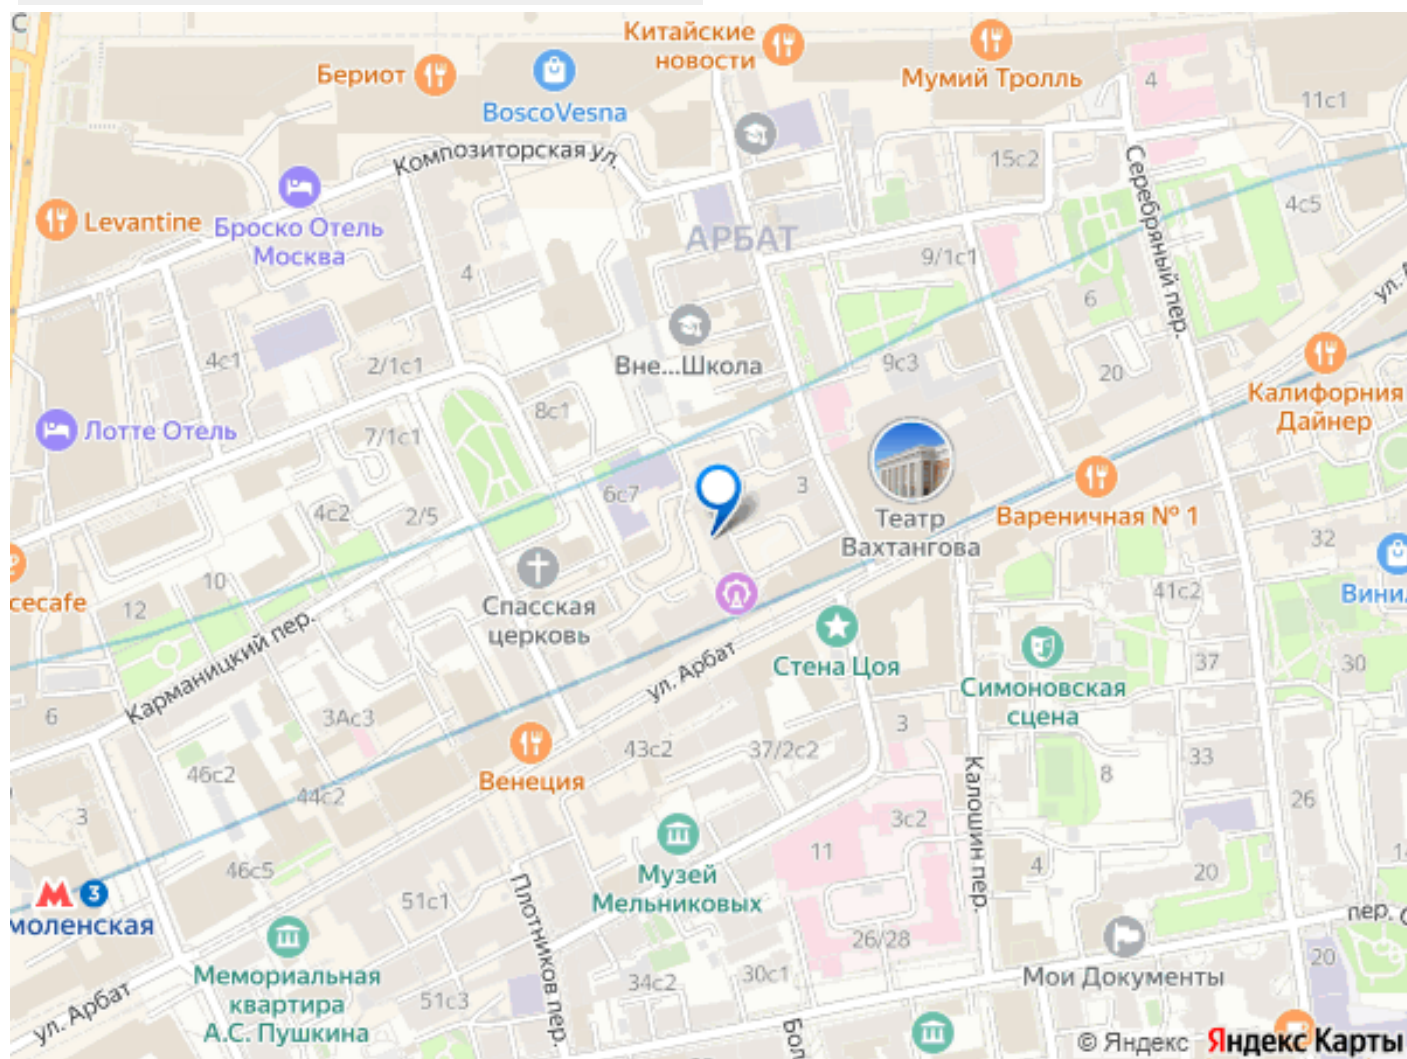 С
Китайские
новости
Бериот
BoscoVesna
Мумий Тролль
4
11с1
Композиторская ул.
15с2
Серебряный пер.
Levantine
Броско Отель
Москва
АРБАТ
4с5
4
9/1с1
6
ул.
4с1
2/1с1
Вне...Школа
9с3
20
Калифорния
Дайнер
8с1
Лотте Отель
7/1с1
6с7
3
4с2
2/5
Театр
Вахтангова
Вареничная № 1
32
10
cecafe
12
Спасская
церковь
41с2
Вини
Карманицкий пер.
ул. Арбат
Стена Цоя
37
30
Симоновская
сцена
6
3Ас3
3
43с2
37/2с2
Венеция
46с2
44с2
33
8
Калошин пер.
26
3
3с2
11
46с5
Музей
Мельниковых
4
20
14
3
моленская
51с1
Плотников пер.
пер.
26/28
Мемориальная
квартира
А.С. Пушкина
34с2
30с1
Мои Документы
20
51с3
ул. Арбат
Бол
© Яндекс Яндекс Карты